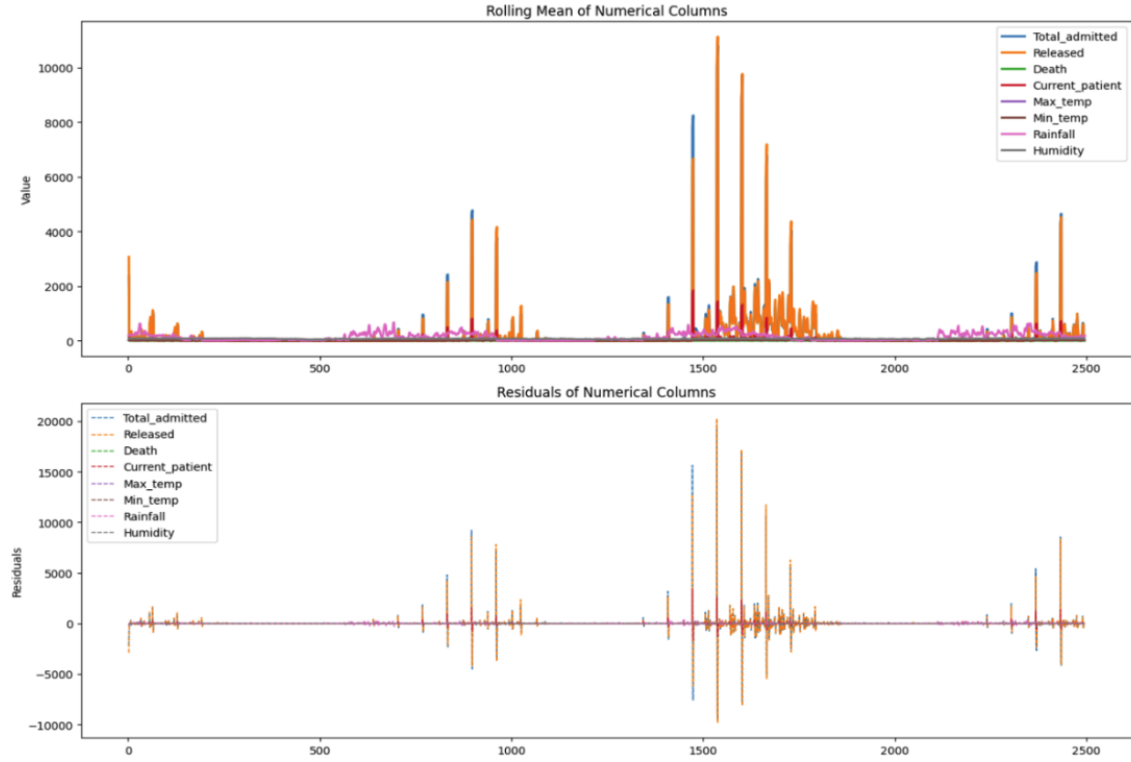 Rolling Mean of Numerical Columns
Total_admitted
Released
Death
Current_patient
Max_temp
Min_temp
Rainfall
Humidity
Value
10000
8000
6000
4000
2000
0
0
500
1000
1500
2000
2500
Residuals of Numerical Columns
Total_admitted
Released
Death
Current_patient
Max_temp
Min_temp
Rainfall
Humidity
Residuals
20000
15000
10000
5000
0
−5000
−10000
0
500
1000
1500
2000
2500